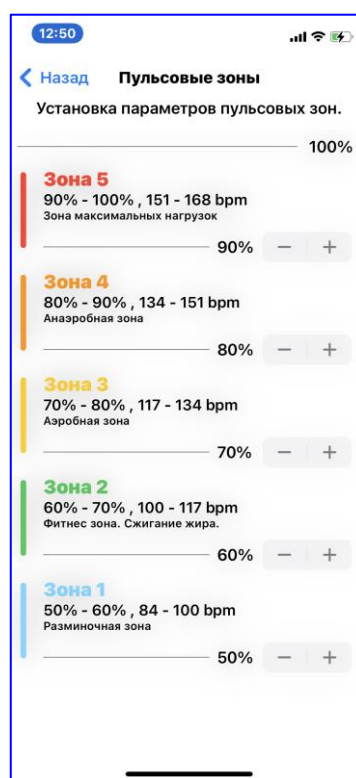 12:50
Назад Пульсовые зоны
Установка параметров пульсовых зон.
100%
Зона 5
90% - 100% , 151 - 168 bpm
Зона максимальных нагрузок
90% − +
Зона 4
80% - 90% , 134 - 151 bpm
Анаэробная зона
80% − +
Зона 3
70% - 80% , 117 - 134 bpm
Аэробная зона
70% − +
Зона 2
60% - 70% , 100 - 117 bpm
Фитнес зона. Сжигание жира.
60% − +
Зона 1
50% - 60% , 84 - 100 bpm
Разминочная зона
50% − +